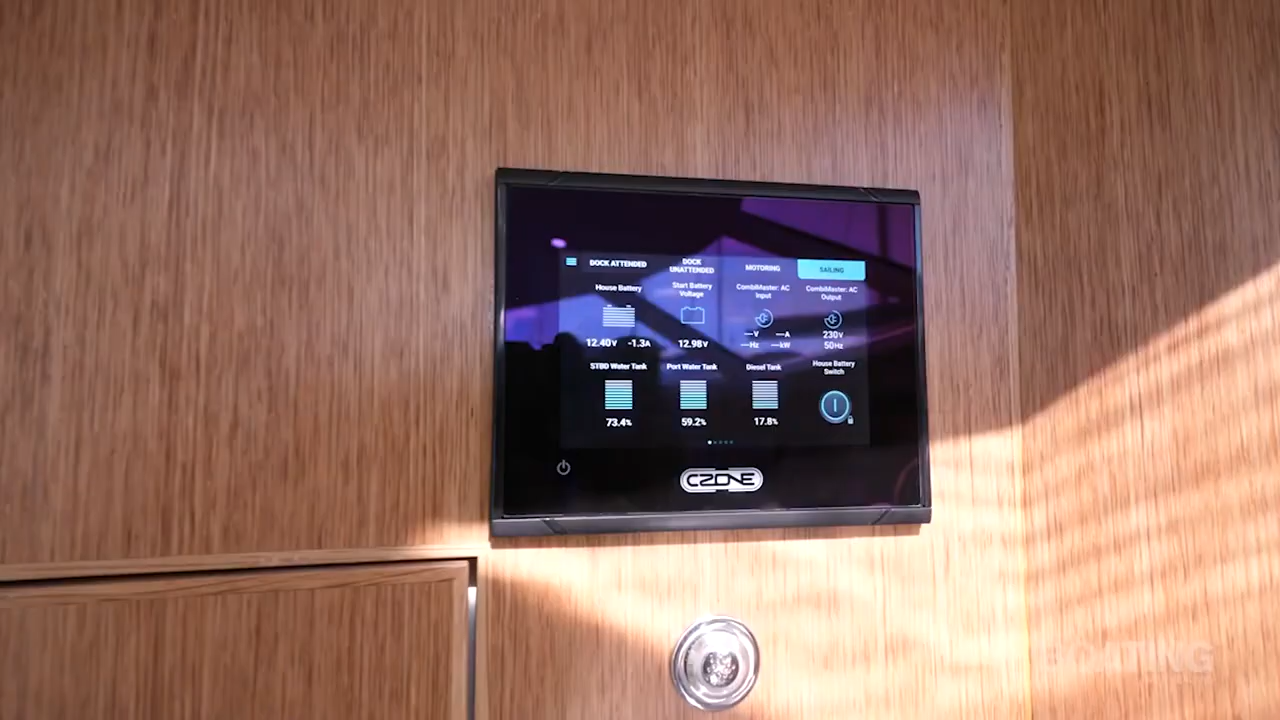 DOCK ATTENDED
DOCK
UNATTENDED
MOTORING
SAILING
House Battery
Start Battery
Voltage
CombiMaster: AC
Input
CombiMaster: AC
Output
12.40V -1.3A
12.98V
---V ---A
---Hz ---kW
230V
50Hz
STBD Water Tank
Port Water Tank
Diesel Tank
House Battery
Switch
73.4%
59.2%
17.8%
CZONE
BOATING